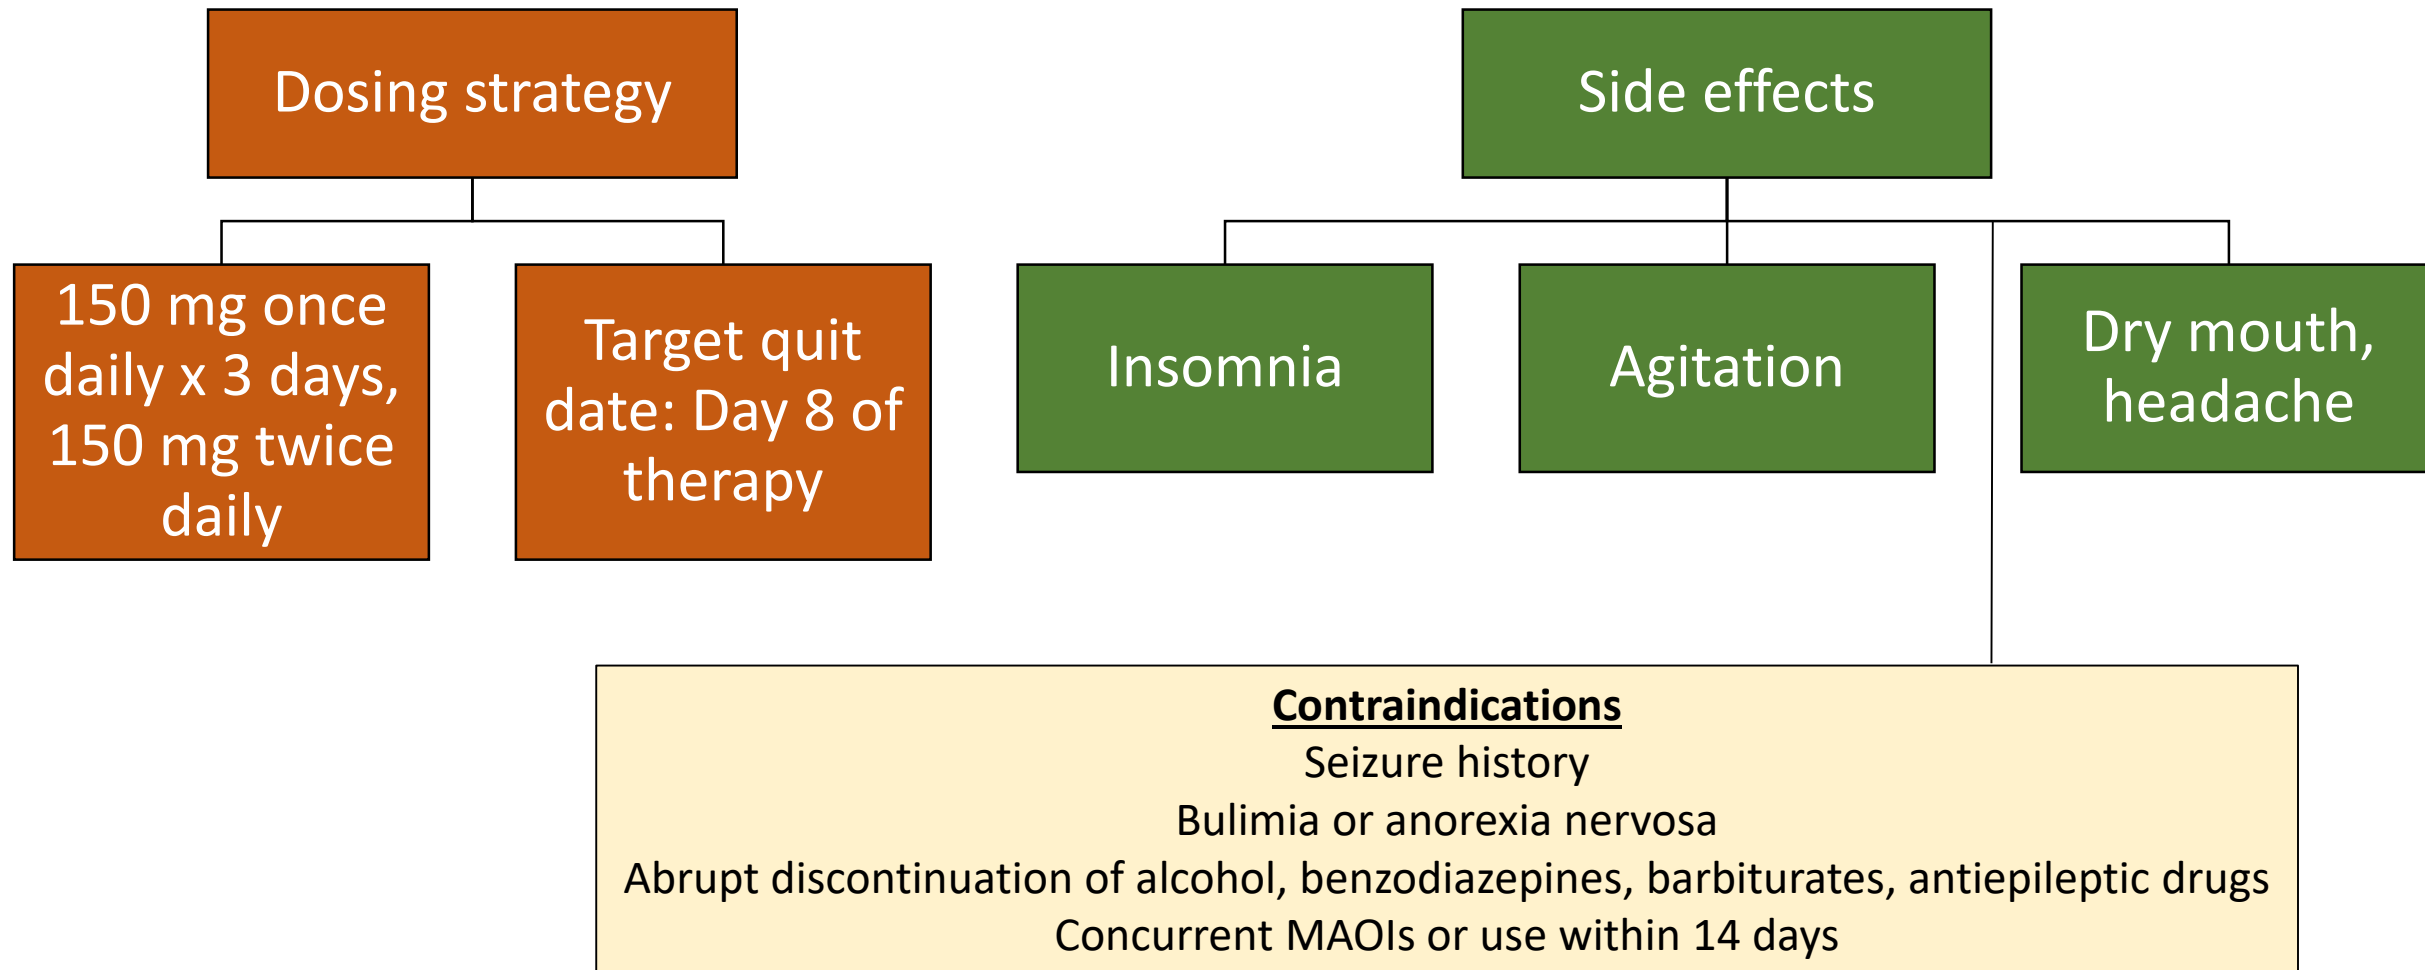 Dosing strategy
150 mg once
daily x 3 days,
150 mg twice
daily
Target quit
date: Day 8 of
therapy
Side effects
Insomnia
Agitation
Dry mouth,
headache
Contraindications
Seizure history
Bulimia or anorexia nervosa
Abrupt discontinuation of alcohol, benzodiazepines, barbiturates, antiepileptic drugs
Concurrent MAOIs or use within 14 days